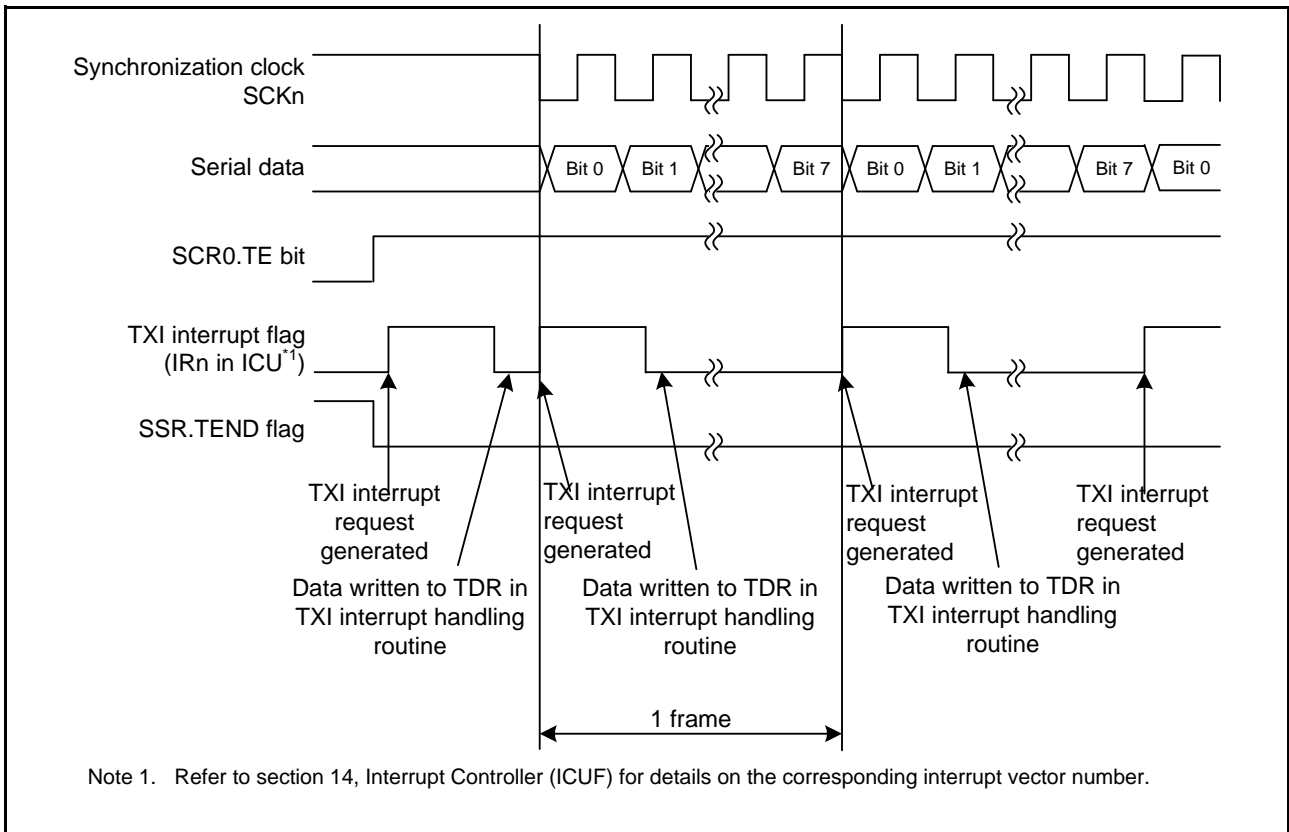 Synchronization clock
SCKn
Serial data
Bit 0
Bit 1
Bit 7
Bit 0
Bit 1
Bit 7
Bit 0
SCR0.TE bit
TXI interrupt flag
(IRn in ICU*1)
SSR.TEND flag
TXI interrupt
request
generated
TXI interrupt
request
generated
TXI interrupt
request
generated
TXI interrupt
request
generated
Data written to TDR in
TXI interrupt handling
routine
Data written to TDR in
TXI interrupt handling
routine
Data written to TDR in
TXI interrupt handling
routine
1 frame
Note 1. Refer to section 14, Interrupt Controller (ICUF) for details on the corresponding interrupt vector number.